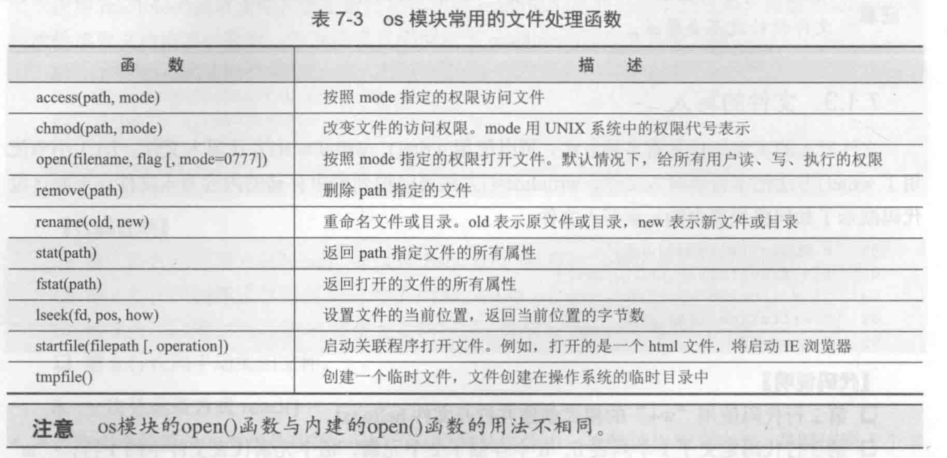 表 7-3 os 模块常用的文件处理函数
函 数 描 述
access(path, mode) 按照 mode 指定的权限访问文件
chmod(path, mode) 改变文件的访问权限。mode 用 UNIX 系统中的权限代号表示
open(filename, flag [, mode=0777]) 按照 mode 指定的权限打开文件。默认情况下，给所有用户读、写、执行的权限
remove(path) 删除 path 指定的文件
rename(old, new) 重命名文件或目录。old 表示原文件或目录，new 表示新文件或目录
stat(path) 返回 path 指定文件的所有属性
fstat(path) 返回打开的文件的所有属性
lseek(fd, pos, how) 设置文件的当前位置，返回当前位置的字节数
startfile(filepath [, operation]) 启动关联程序打开文件。例如，打开的是一个 html 文件，将启动 IE 浏览器
tmpfile() 创建一个临时文件，文件创建在操作系统的临时目录中
注意 os模块的open()函数与内建的open()函数的用法不相同。